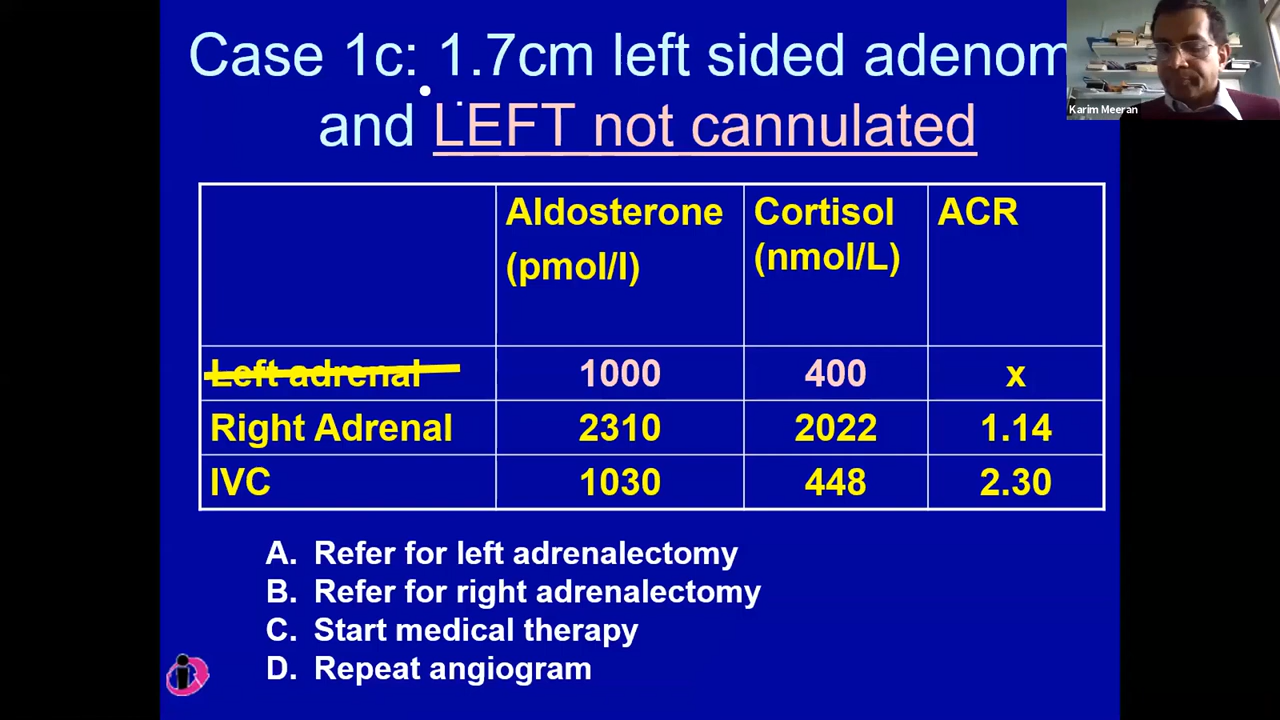 Case 1c: 1.7cm left sided adenom
and LEFT not cannulated
Karim Meeran
Aldosterone Cortisol ACR
(pmol/l) (nmol/L)
Left adrenal 1000 400 x
Right Adrenal 2310 2022 1.14
IVC 1030 448 2.30
A. Refer for left adrenalectomy
B. Refer for right adrenalectomy
C. Start medical therapy
D. Repeat angiogram